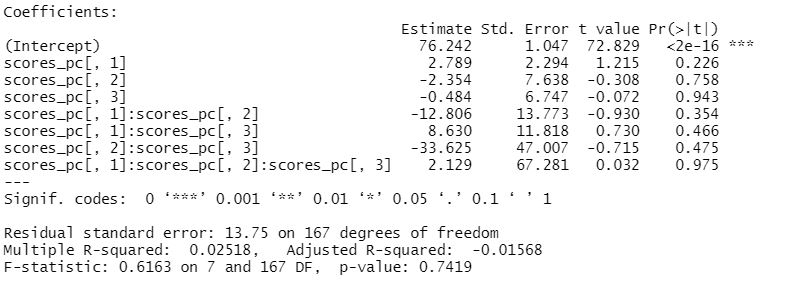 Coefficients:
Estimate Std. Error t value Pr(>|t|)
(Intercept) 76.242 1.047 72.829 <2e-16 ***
scores_pc[, 1] 2.789 2.294 1.215 0.226
scores_pc[, 2] -2.354 7.638 -0.308 0.758
scores_pc[, 3] -0.484 6.747 -0.072 0.943
scores_pc[, 1]:scores_pc[, 2] -12.806 13.773 -0.930 0.354
scores_pc[, 1]:scores_pc[, 3] 8.630 11.818 0.730 0.466
scores_pc[, 2]:scores_pc[, 3] -33.625 47.007 -0.715 0.475
scores_pc[, 1]:scores_pc[, 2]:scores_pc[, 3] 2.129 67.281 0.032 0.975
---
Signif. codes: 0 ‘***’ 0.001 ‘**’ 0.01 ‘*’ 0.05 ‘.’ 0.1 ‘ ’ 1
Residual standard error: 13.75 on 167 degrees of freedom
Multiple R-squared: 0.02518, Adjusted R-squared: -0.01568
F-statistic: 0.6163 on 7 and 167 DF, p-value: 0.7419